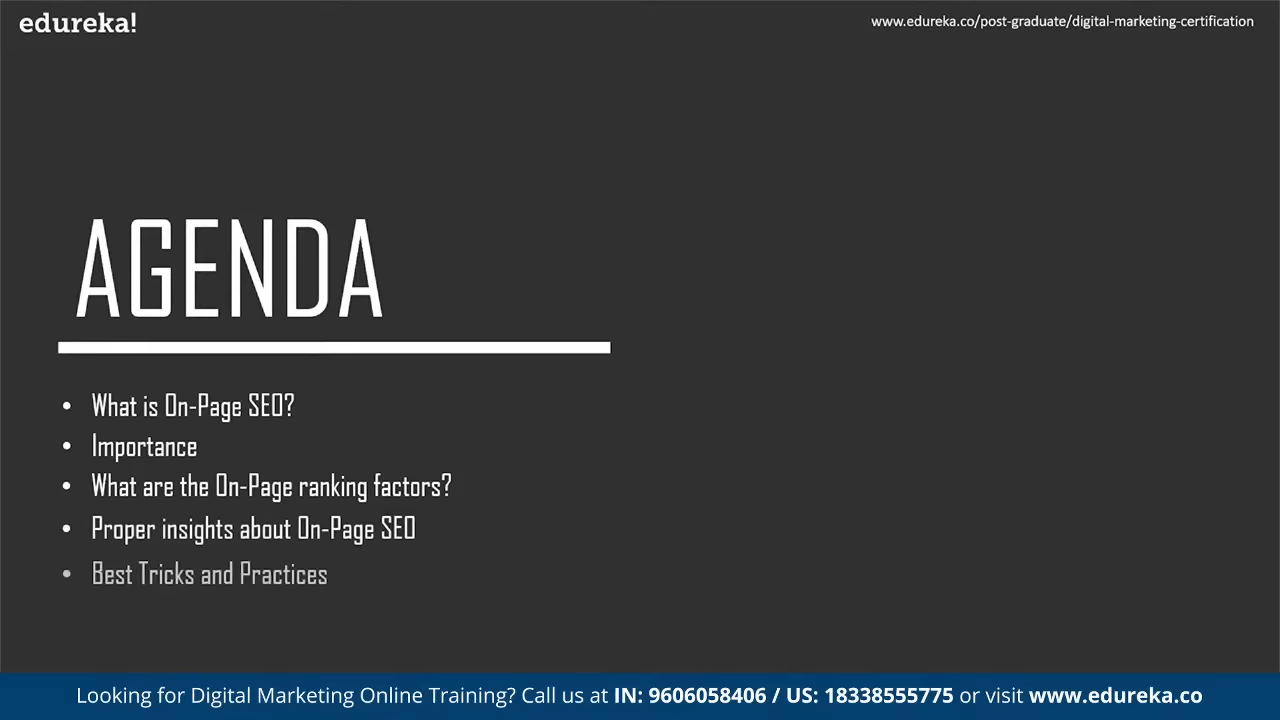 edureka!
www.edureka.co/post-graduate/digital-marketing-certification
AGENDA
• What is On-Page SEO?
• Importance
• What are the On-Page ranking factors?
• Proper insights about On-Page SEO
• Best Tricks and Practices
Looking for Digital Marketing Online Training? Call us at IN: 9606058406 / US: 18338555775 or visit www.edureka.co